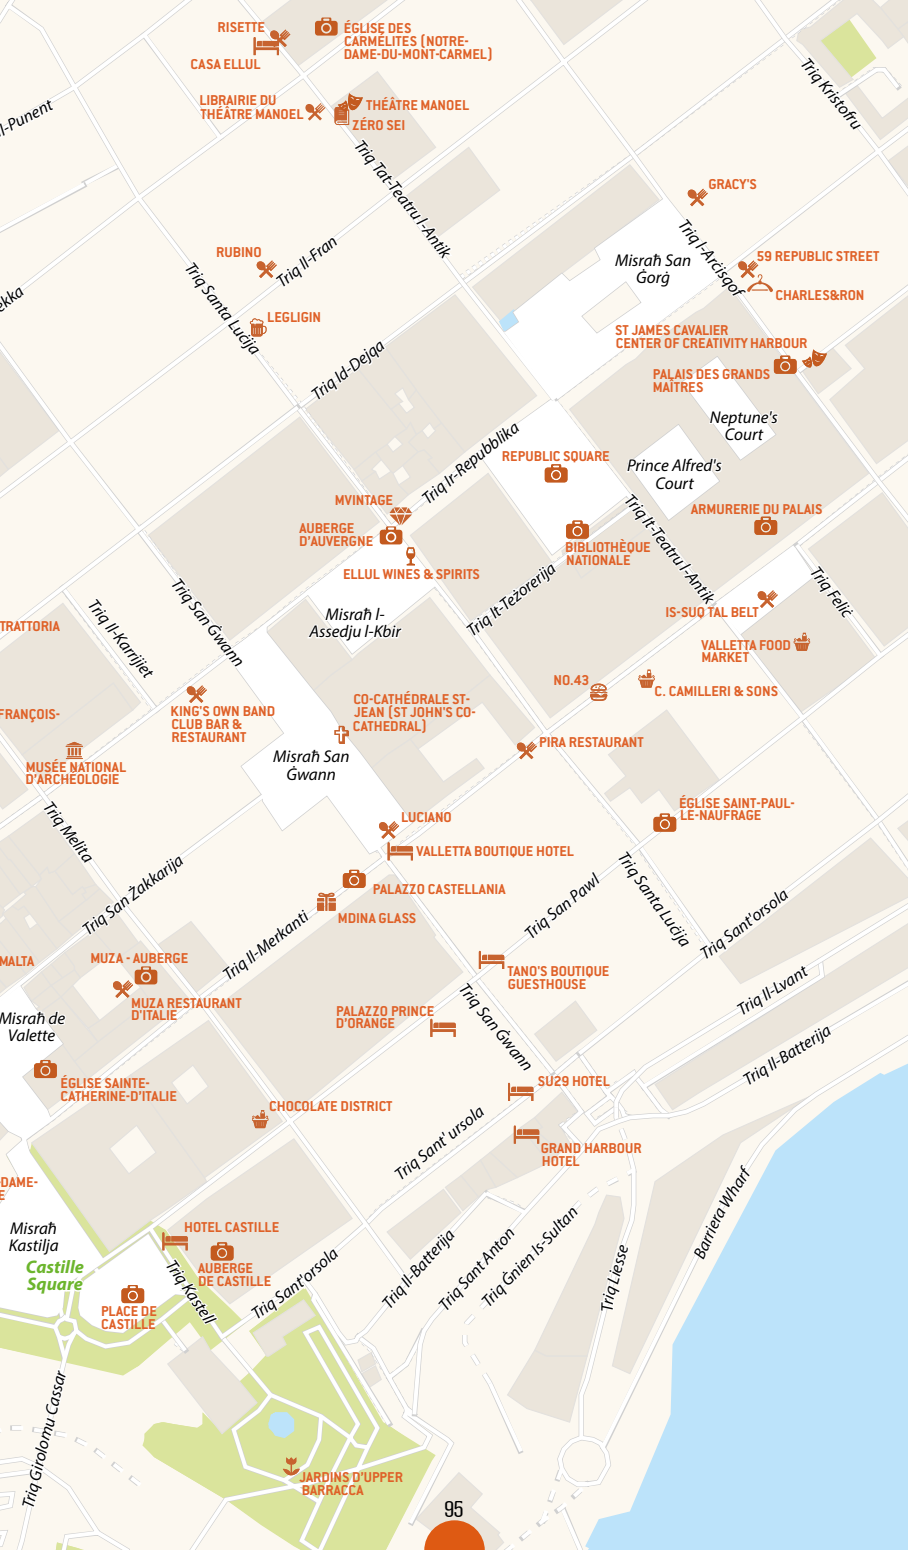 RISETTE
ÉGLISE DES
CARMÉLITES (NOTRE-
DAME-DU-MONT-CARMEL)
CASA ELLUL
Triq Kristofru
LIBRAIRIE DU
THÉÂTRE MANOEL
THÉÂTRE MANOEL
ZÉRO SEI
l-Punent
Triq Tat-Teatru l-Antik
GRACY'S
RUBINO
Triq Il-Fran
Triq l-Arċisqof
Misraħ San
Ġorġ
59 REPUBLIC STREET
CHARLES&RON
ekka
Triq Santa Luċija
LEGLIGIN
ST JAMES CAVALIER
CENTER OF CREATIVITY HARBOUR
Triq Id-Dejqa
PALAIS DES GRANDS
MAÎTRES
Neptune's
Court
Triq Ir-Repubblika
REPUBLIC SQUARE
Prince Alfred's
Court
MVINTAGE
AUBERGE
D'AUVERGNE
ARMURERIE DU PALAIS
Triq It-Teatru l-Antik
BIBLIOTHÈQUE
NATIONALE
ELLUL WINES & SPIRITS
Triq It-Teżorerija
Triq Feliċ
Triq San Ġwann
Triq Il-Karrijiet
Misraħ l-
Assedju l-Kbir
IS-SUQ TAL BELT
TRATTORIA
VALLETTA FOOD
MARKET
NO.43
C. CAMILLERI & SONS
KING'S OWN BAND
CLUB BAR &
RESTAURANT
CO-CATHÉDRALE ST-
JEAN (ST JOHN'S CO-
CATHEDRAL)
FRANÇOIS-
PIRA RESTAURANT
Misraħ San
Ġwann
MUSÉE NATIONAL
D'ARCHÉOLOGIE
ÉGLISE SAINT-PAUL-
LE-NAUFRAGE
Triq Melita
LUCIANO
VALLETTA BOUTIQUE HOTEL
Triq San Żakkarija
PALAZZO CASTELLANIA
MDINA GLASS
Triq San Pawl
Triq Santa Luċija
Triq Sant'orsola
Triq Il-Merkanti
MALTA
MUZA - AUBERGE
MUZA RESTAURANT
D'ITALIE
TANO'S BOUTIQUE
GUESTHOUSE
Triq Il-Lvant
Misraħ de
Valette
PALAZZO PRINCE
D'ORANGE
Triq San Ġwann
Triq Il-Batterija
ÉGLISE SAINTE-
CATHERINE-D'ITALIE
SU29 HOTEL
CHOCOLATE DISTRICT
Triq Sant' ursola
GRAND HARBOUR
HOTEL
DAME-
E
Misraħ
Kastilja
Castille
Square
HOTEL CASTILLE
AUBERGE
DE CASTILLE
Triq Kastell
Triq Sant'orsola
Triq Il-Batterija
Triq Sant Anton
Triq Ġnien Is-Sultan
Triq Liesse
Barriera Wharf
PLACE DE
CASTILLE
Triq Girolomu Cassar
JARDINS D'UPPER
BARRACCA
95